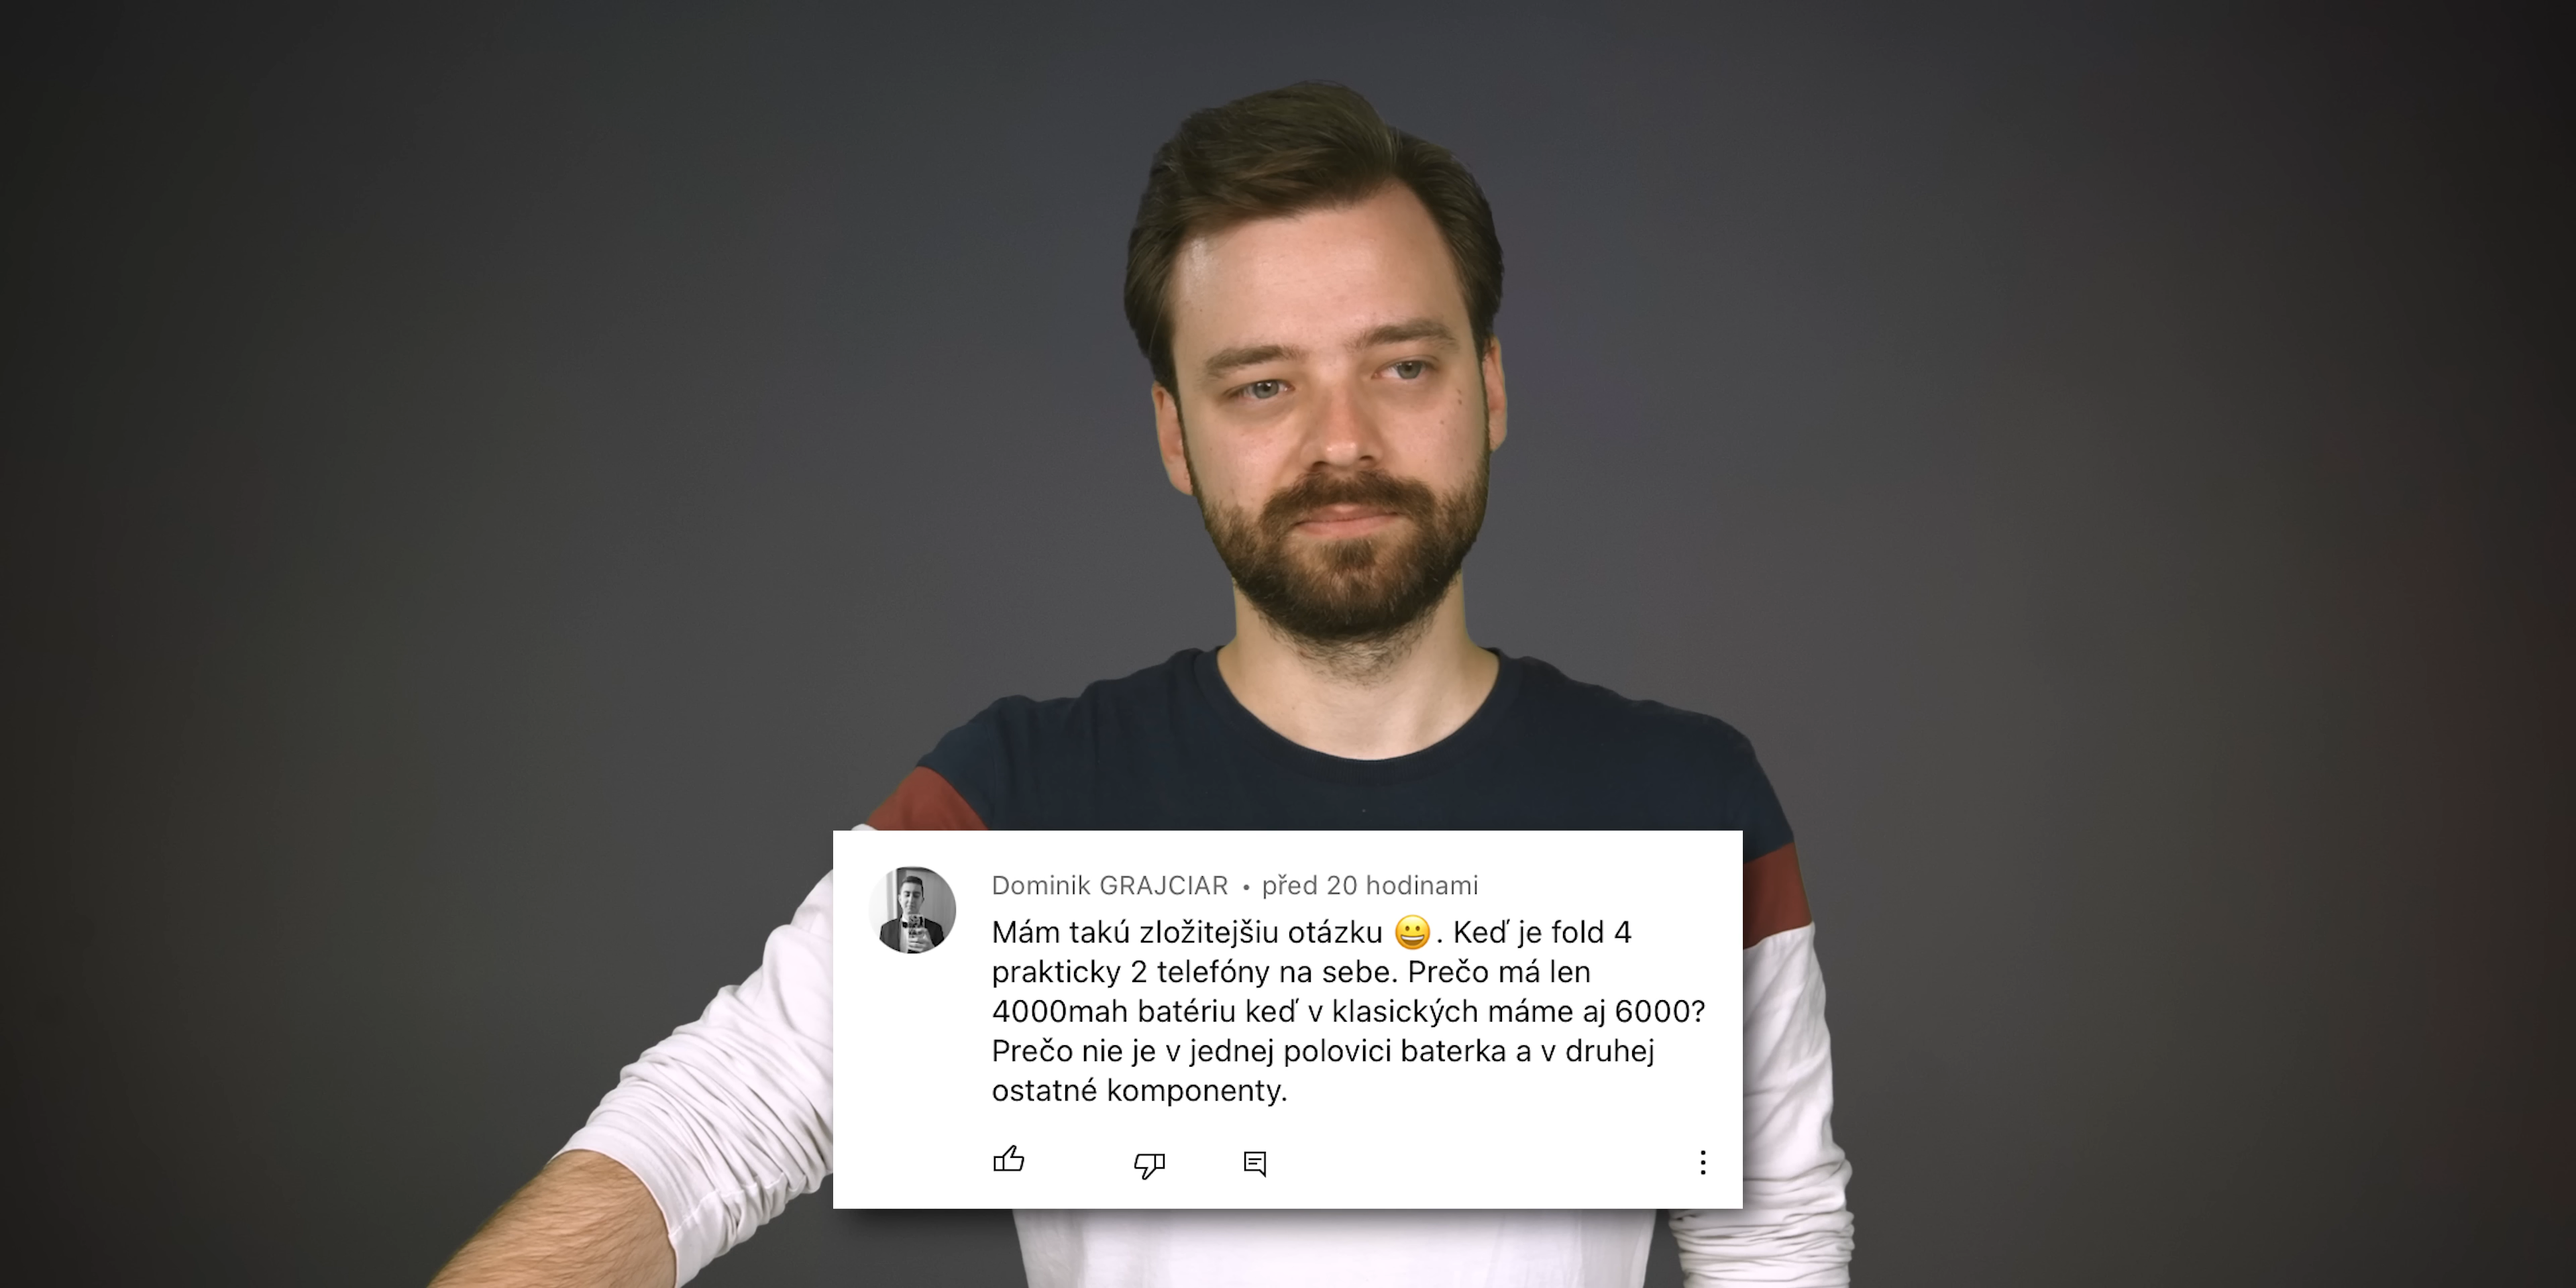 Dominik GRAJCIAR • před 20 hodinami
Mám takú zložitejšiu otázku 😀. Keď je fold 4
prakticky 2 telefóny na sebe. Prečo má len
4000mah batériu keď v klasických máme aj 6000?
Prečo nie je v jednej polovici baterka a v druhej
ostatné komponenty.